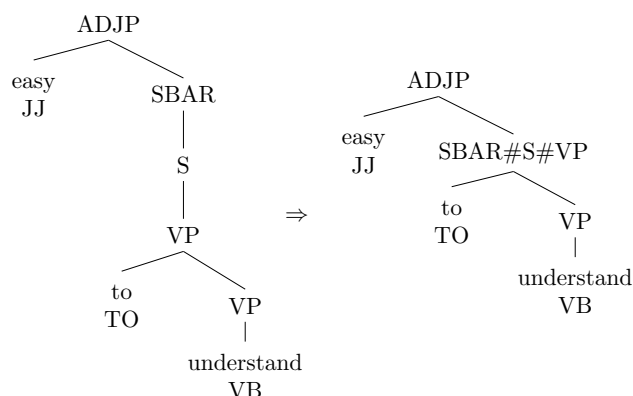 ADJP
easy
JJ
SBAR
S
VP
to
TO
VP
understand
VB
⇒
ADJP
easy
JJ
SBAR#S#VP
to
TO
VP
understand
VB